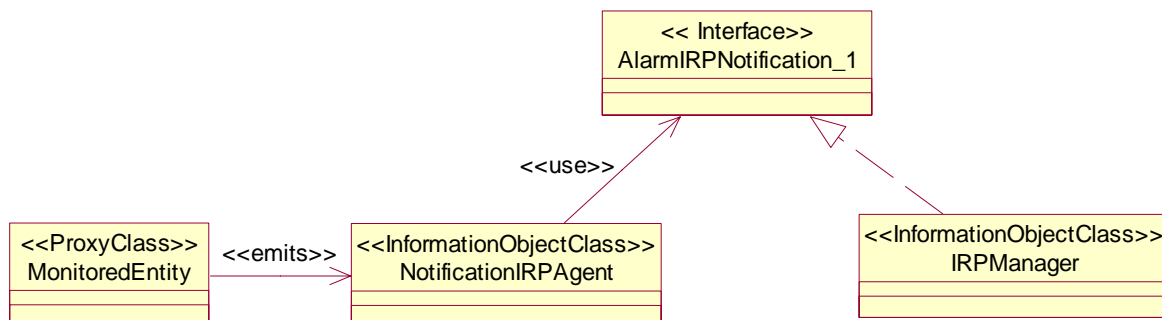 << Interface>>
AlarmIRPNotification_1
<<use>>
<<ProxyClass>>
MonitoredEntity
<<emits>>
<<InformationObjectClass>>
NotificationIRPAgent
<<InformationObjectClass>>
IRPManager